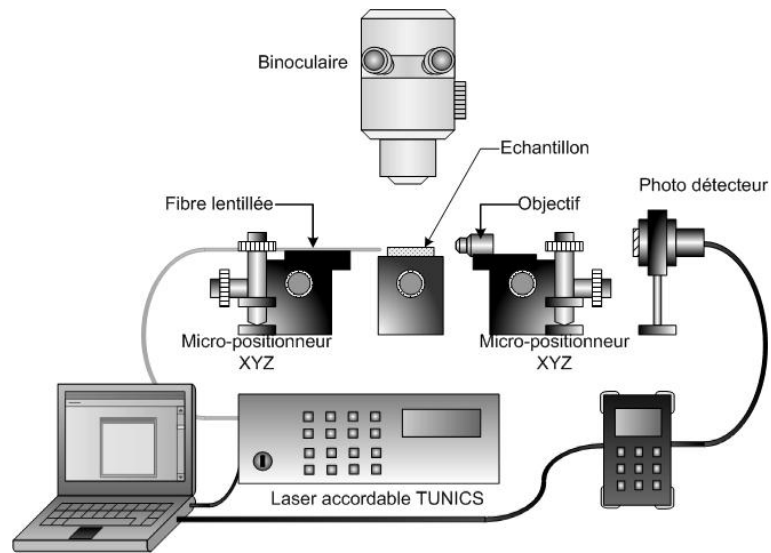 Binoculaire
Echantillon
Photo détecteur
Fibre lentillée
Objectif
Micro-positionneur
XYZ
Micro-positionneur
XYZ
Laser accordable TUNICS